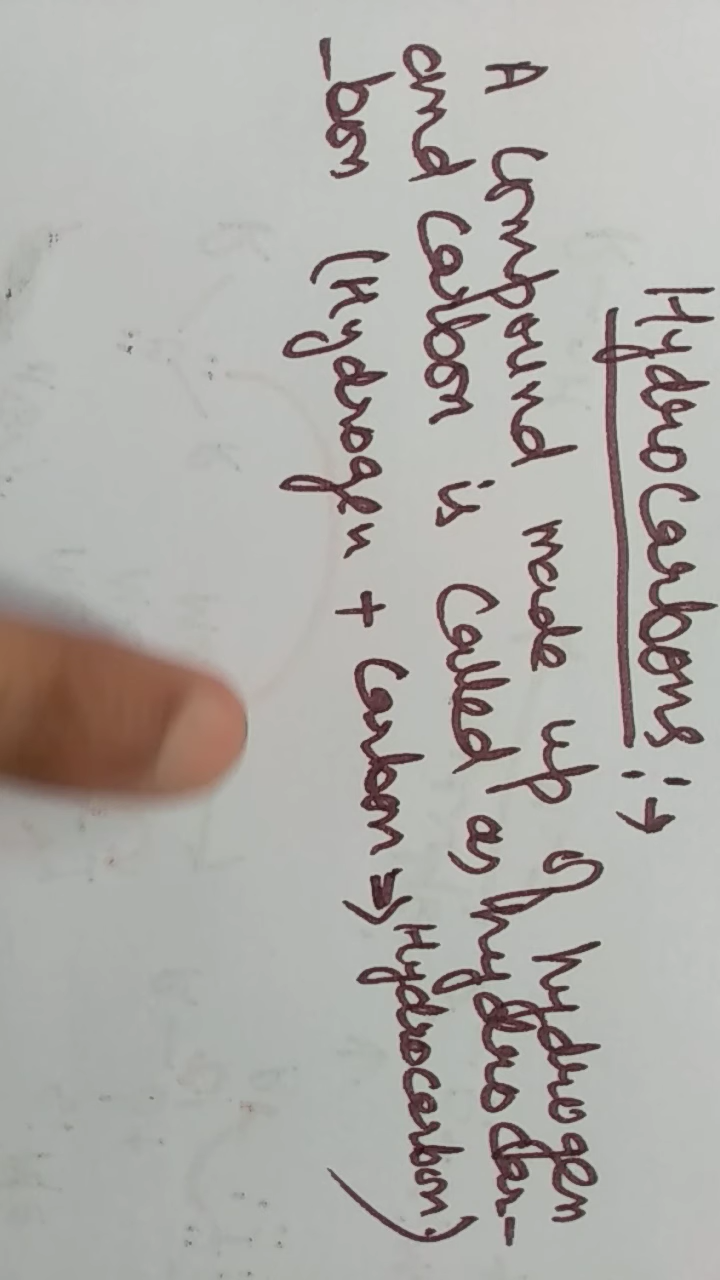 Hydrocarbons :→
A Compound made up of hydrogen
and Carbon is Called as hydrocar-
-bon (Hydrogen + Carbon ⇒ Hydrocarbon.)